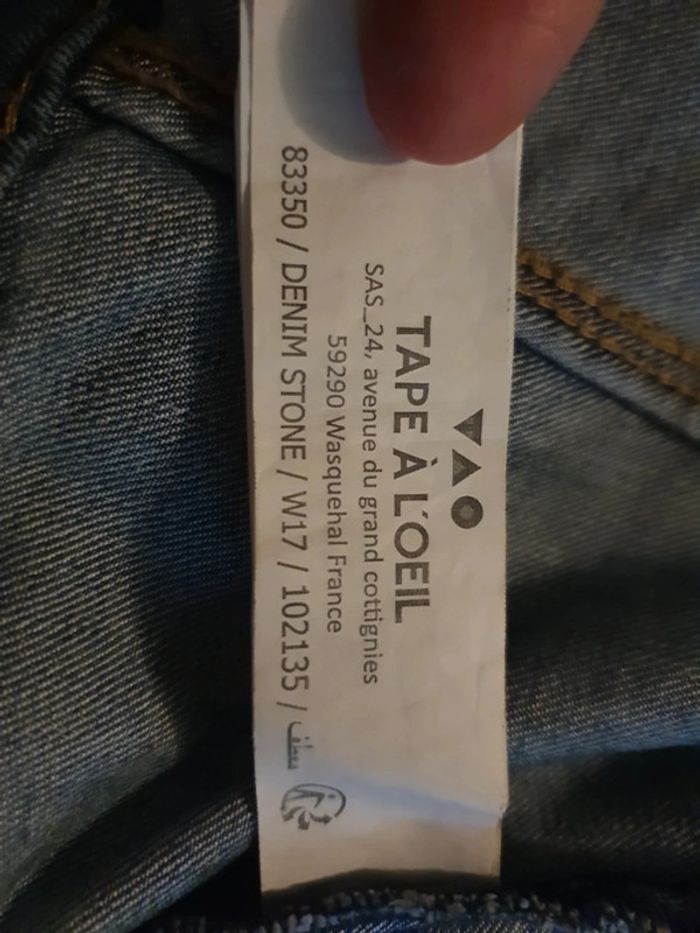 TAPE À L'OEIL
SAS_24, avenue du grand cottignies
59290 Wasquehal France
83350 / DENIM STONE / W17 / 102135 / معطف